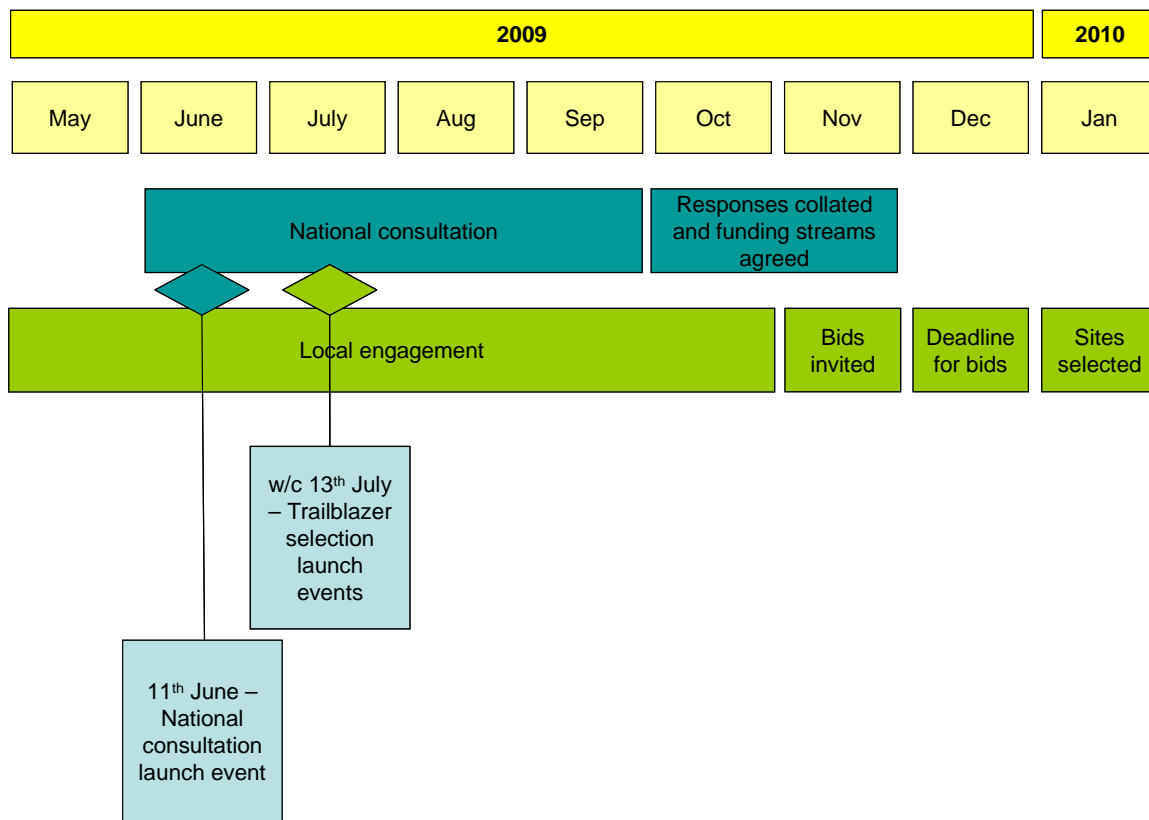 2009
2010
May
June
July
Aug
Sep
Oct
Nov
Dec
Jan
National consultation
Responses collated
and funding streams
agreed
Local engagement
Bids
invited
Deadline
for bids
Sites
selected
w/c 13th July
– Trailblazer
selection
launch
events
11th June –
National
consultation
launch event